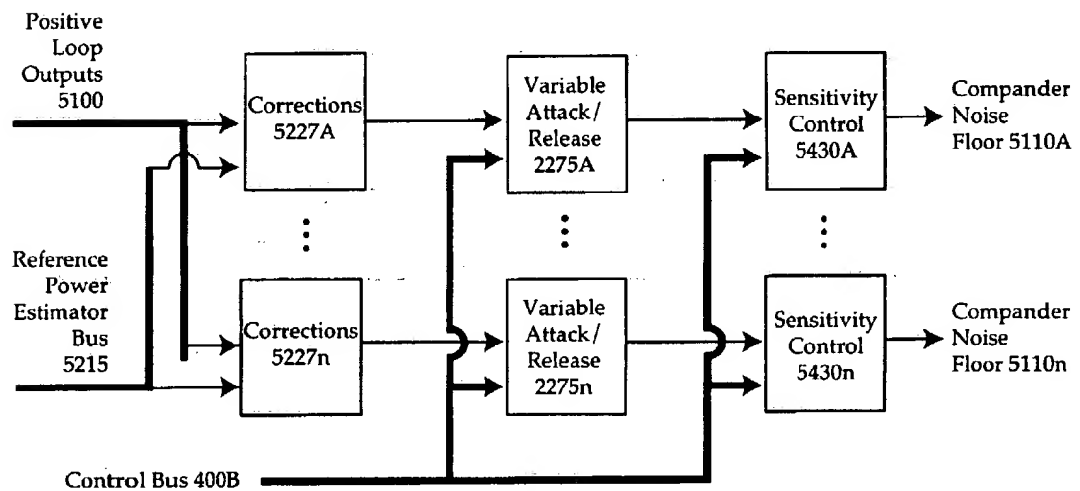 Positive
Loop
Outputs
5100
Corrections
5227A
Variable
Attack/
Release
2275A
Sensitivity
Control
5430A
Compander
Noise
Floor 5110A
Reference
Power
Estimator
Bus
5215
Corrections
5227n
Variable
Attack/
Release
2275n
Sensitivity
Control
5430n
Compander
Noise
Floor 5110n
Control Bus 400B